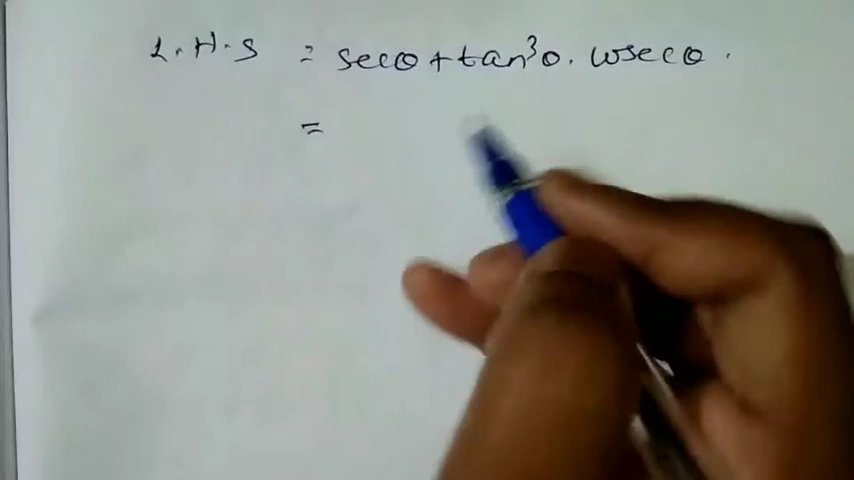 L.H.S = secθ + tan³θ. cosecθ.
=